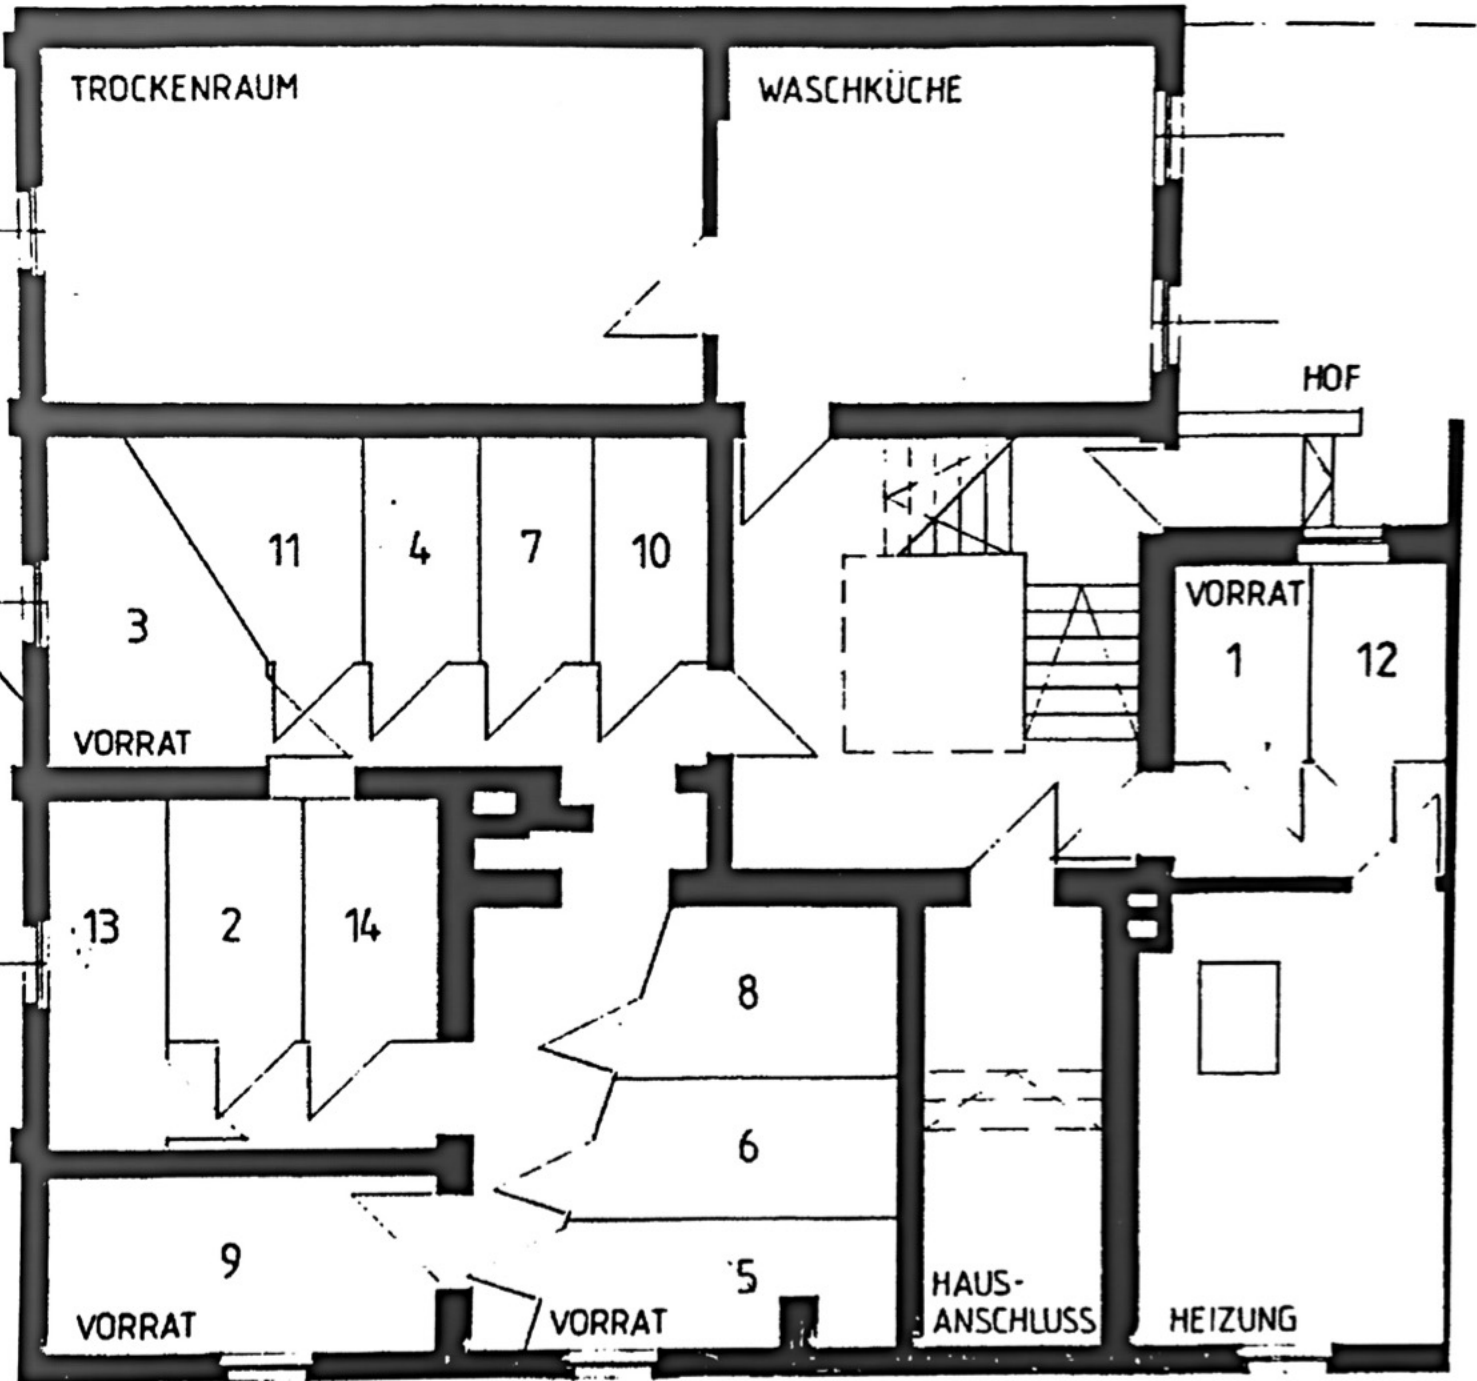 TROCKENRAUM
WASCHKÜCHE
HOF
11
4
7
10
3
VORRAT
VORRAT
1
12
13
2
14
8
6
9
5
VORRAT
VORRAT
HAUS-
ANSCHLUSS
HEIZUNG